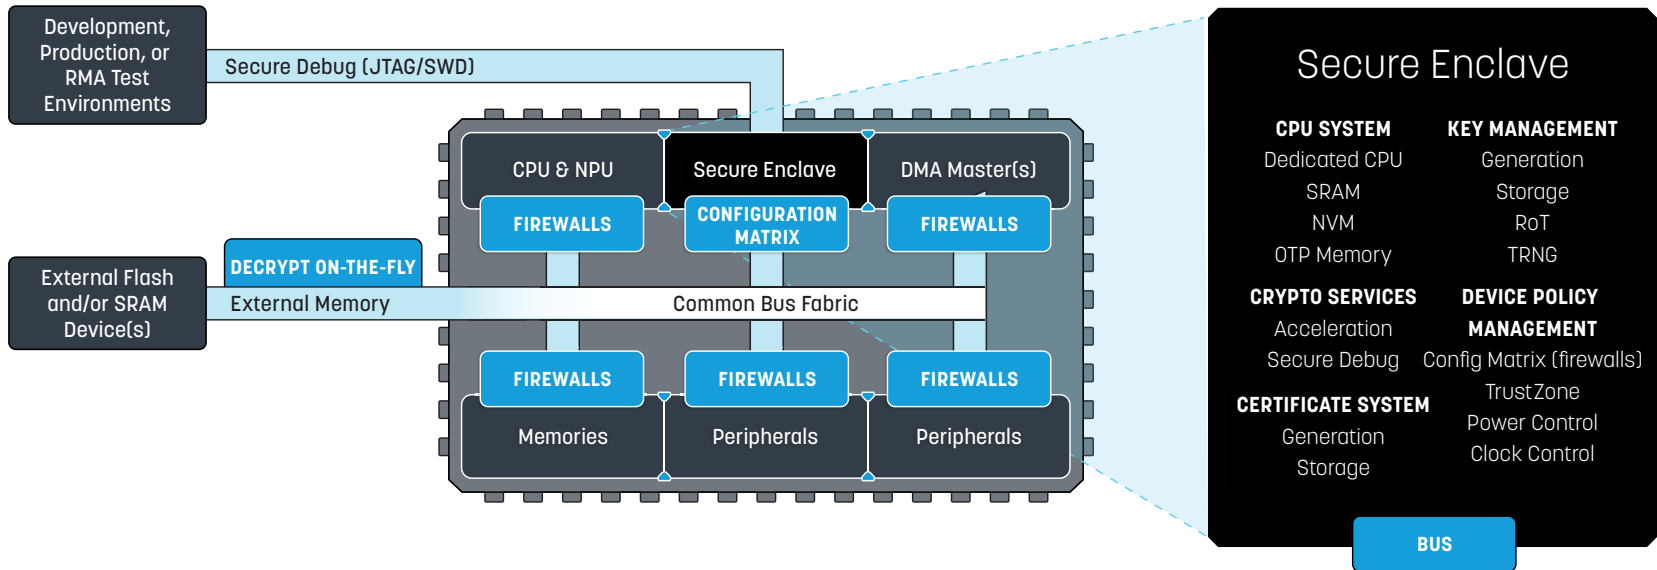 Development,
Production, or
RMA Test
Environments
Secure Debug (JTAG/SWD)
CPU & NPU
Secure Enclave
DMA Master(s)
FIREWALLS
CONFIGURATION
MATRIX
FIREWALLS
DECRYPT ON-THE-FLY
External Flash
and/or SRAM
Device(s)
External Memory
Common Bus Fabric
FIREWALLS
FIREWALLS
FIREWALLS
Memories
Peripherals
Peripherals
Secure Enclave
CPU SYSTEM
Dedicated CPU
SRAM
NVM
OTP Memory
KEY MANAGEMENT
Generation
Storage
RoT
TRNG
CRYPTO SERVICES
Acceleration
Secure Debug
DEVICE POLICY
MANAGEMENT
Config Matrix (firewalls)
TrustZone
Power Control
Clock Control
CERTIFICATE SYSTEM
Generation
Storage
BUS